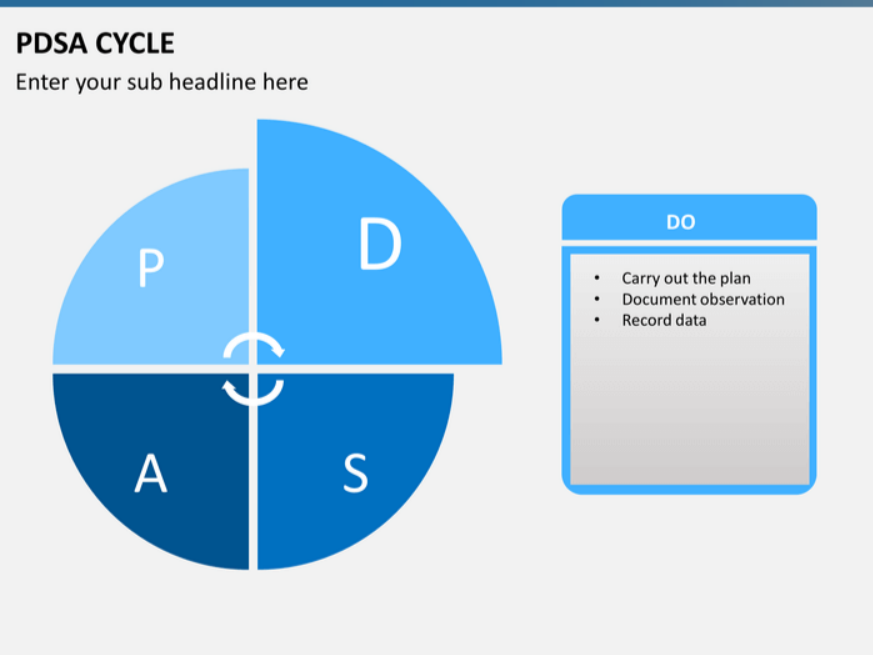 PDSA CYCLE
Enter your sub headline here
P
D
A
S
DO
• Carry out the plan
• Document observation
• Record data